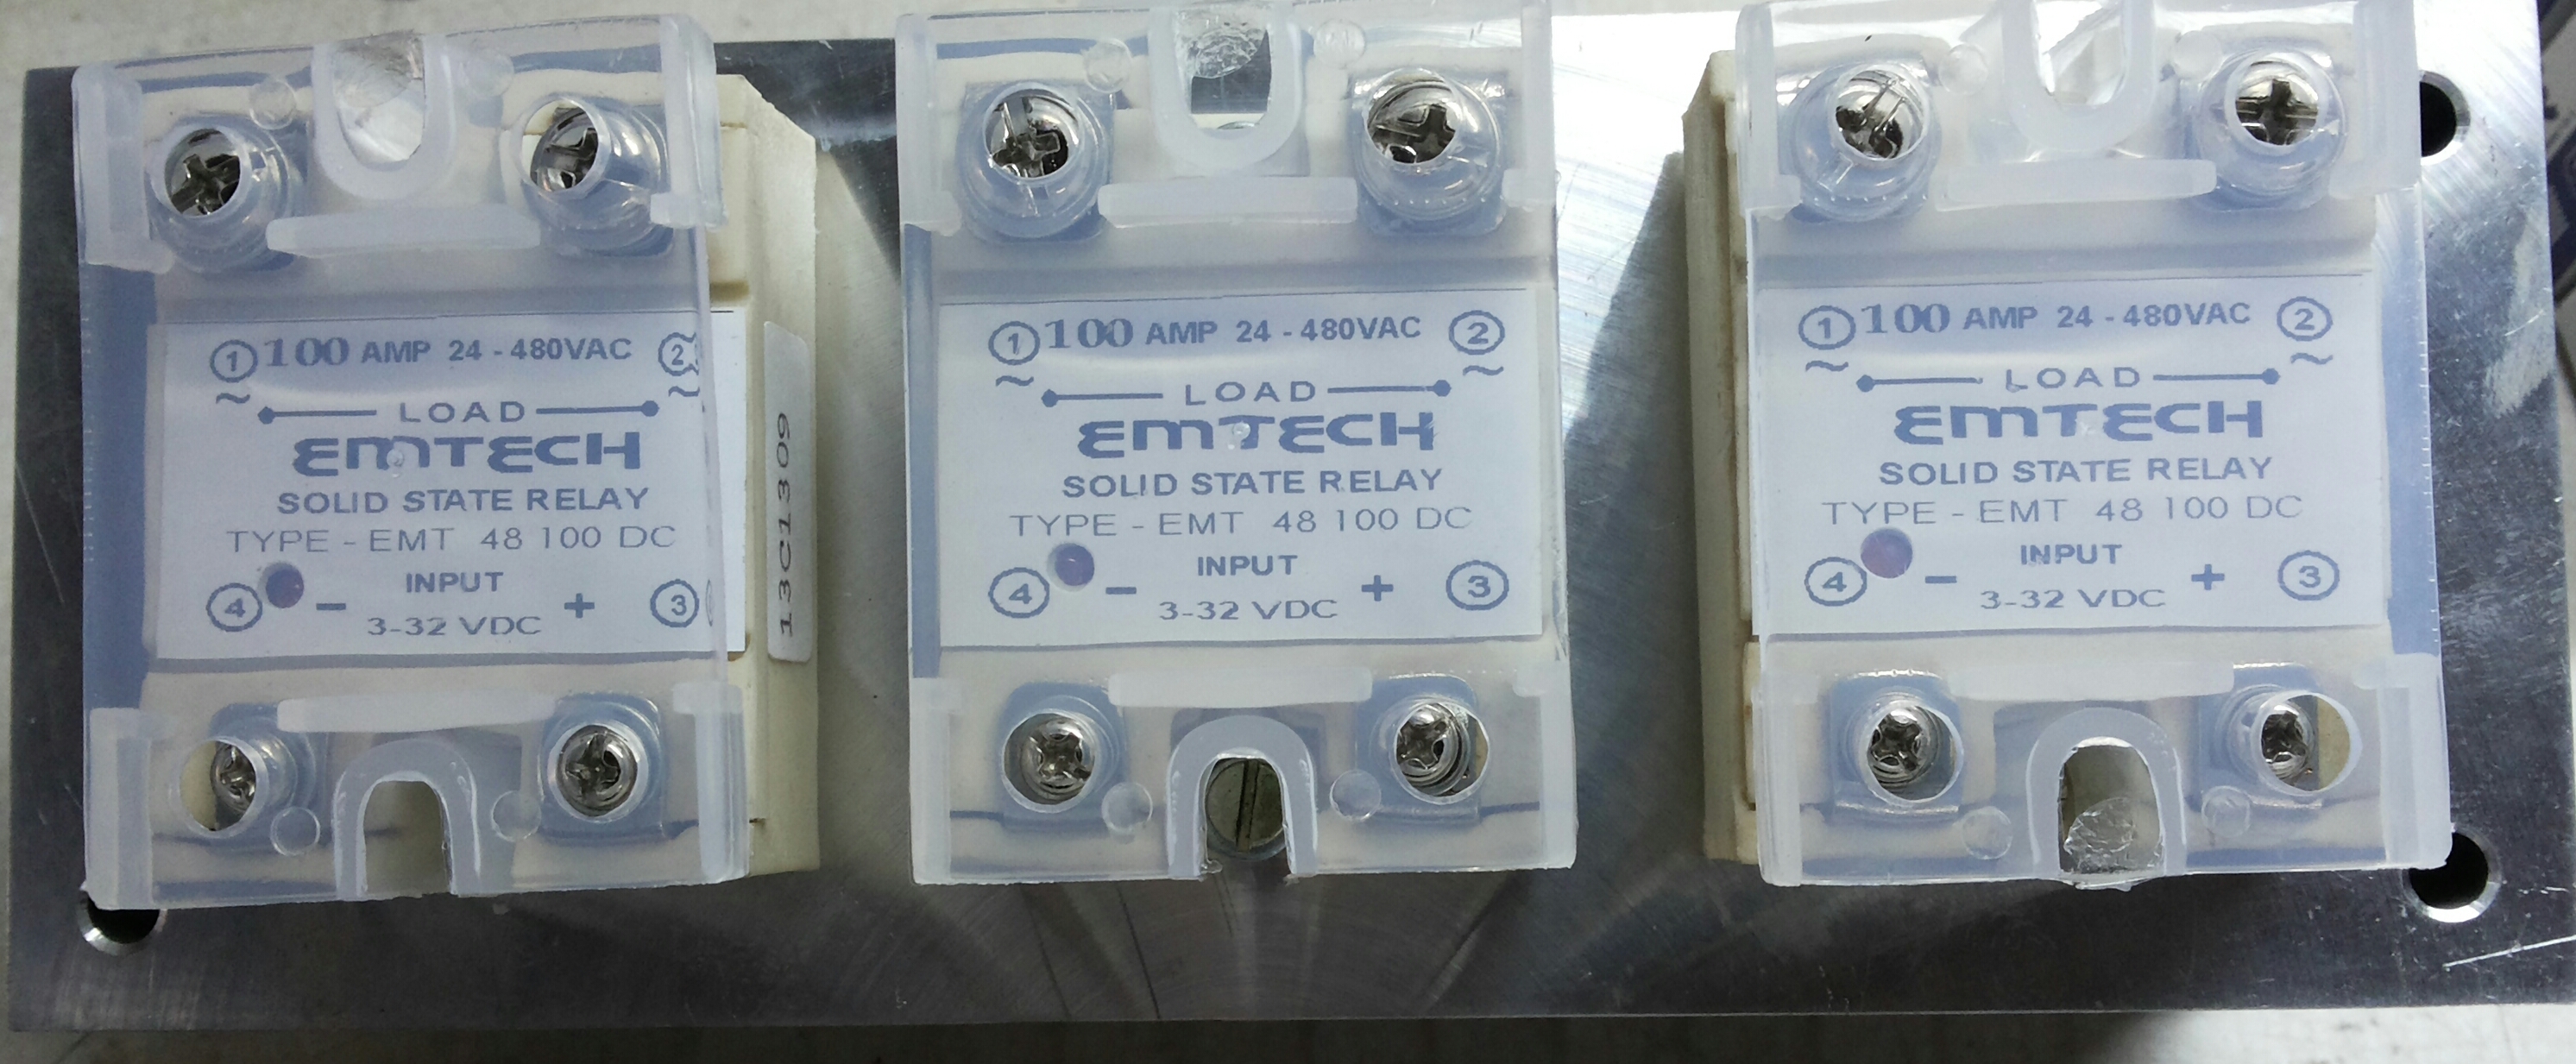 ① 100 AMP 24 - 480VAC ②
~ ~
LOAD
EMTECH
SOLID STATE RELAY
TYPE - EMT 48 100 DC
INPUT
④ - + ③
3-32 VDC
13C1309
① 100 AMP 24 - 480VAC ②
~ ~
LOAD
EMTECH
SOLID STATE RELAY
TYPE - EMT 48 100 DC
INPUT
④ - + ③
3-32 VDC
① 100 AMP 24 - 480VAC ②
~ ~
LOAD
EMTECH
SOLID STATE RELAY
TYPE - EMT 48 100 DC
INPUT
④ - + ③
3-32 VDC